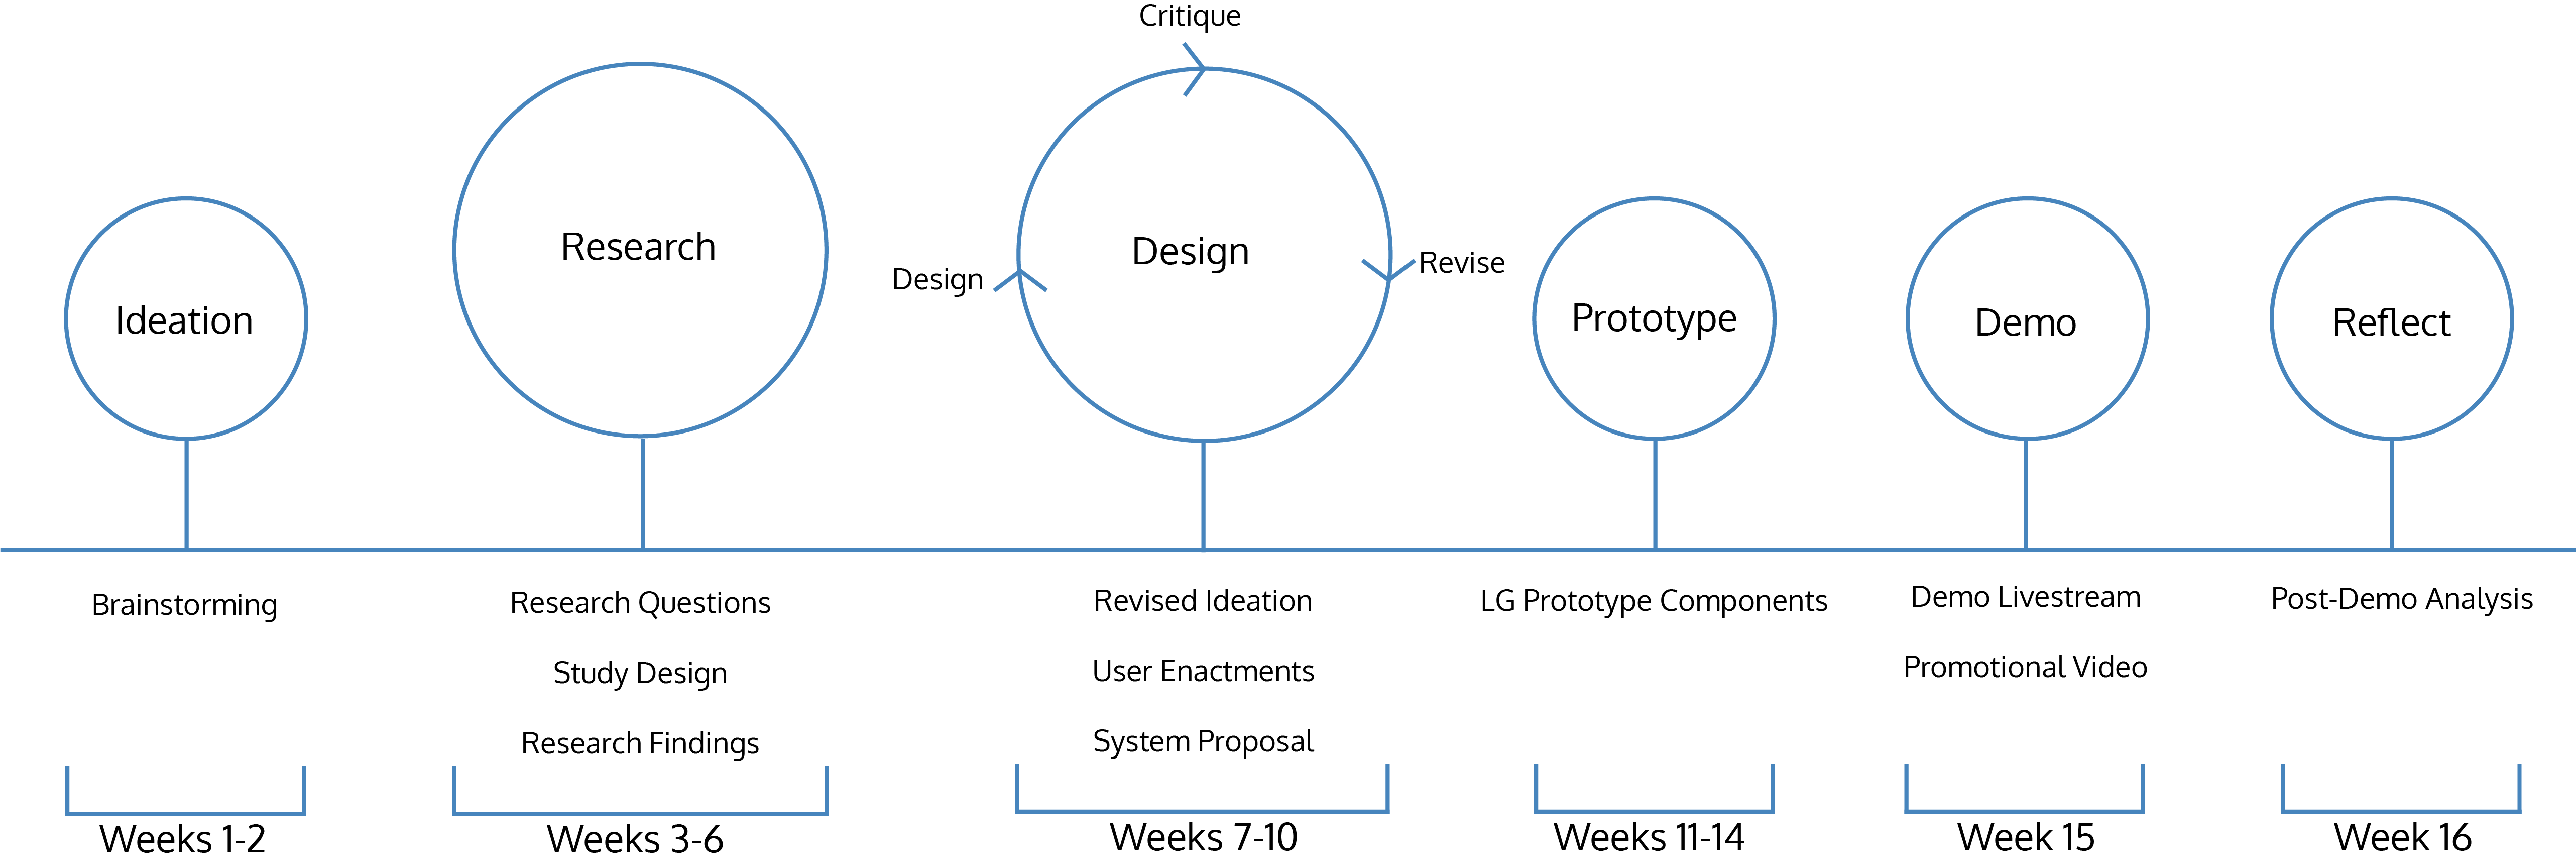 Critique
Research
Design
Design
Revise
Ideation
Prototype
Demo
Reflect
Brainstorming
Research Questions
Study Design
Research Findings
Revised Ideation
User Enactments
System Proposal
LG Prototype Components
Demo Livestream
Promotional Video
Post-Demo Analysis
Weeks 1-2
Weeks 3-6
Weeks 7-10
Weeks 11-14
Week 15
Week 16